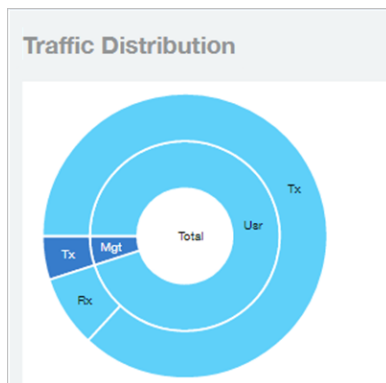 Traffic Distribution
Tx
Usr
Total
Mgt
Tx
Rx